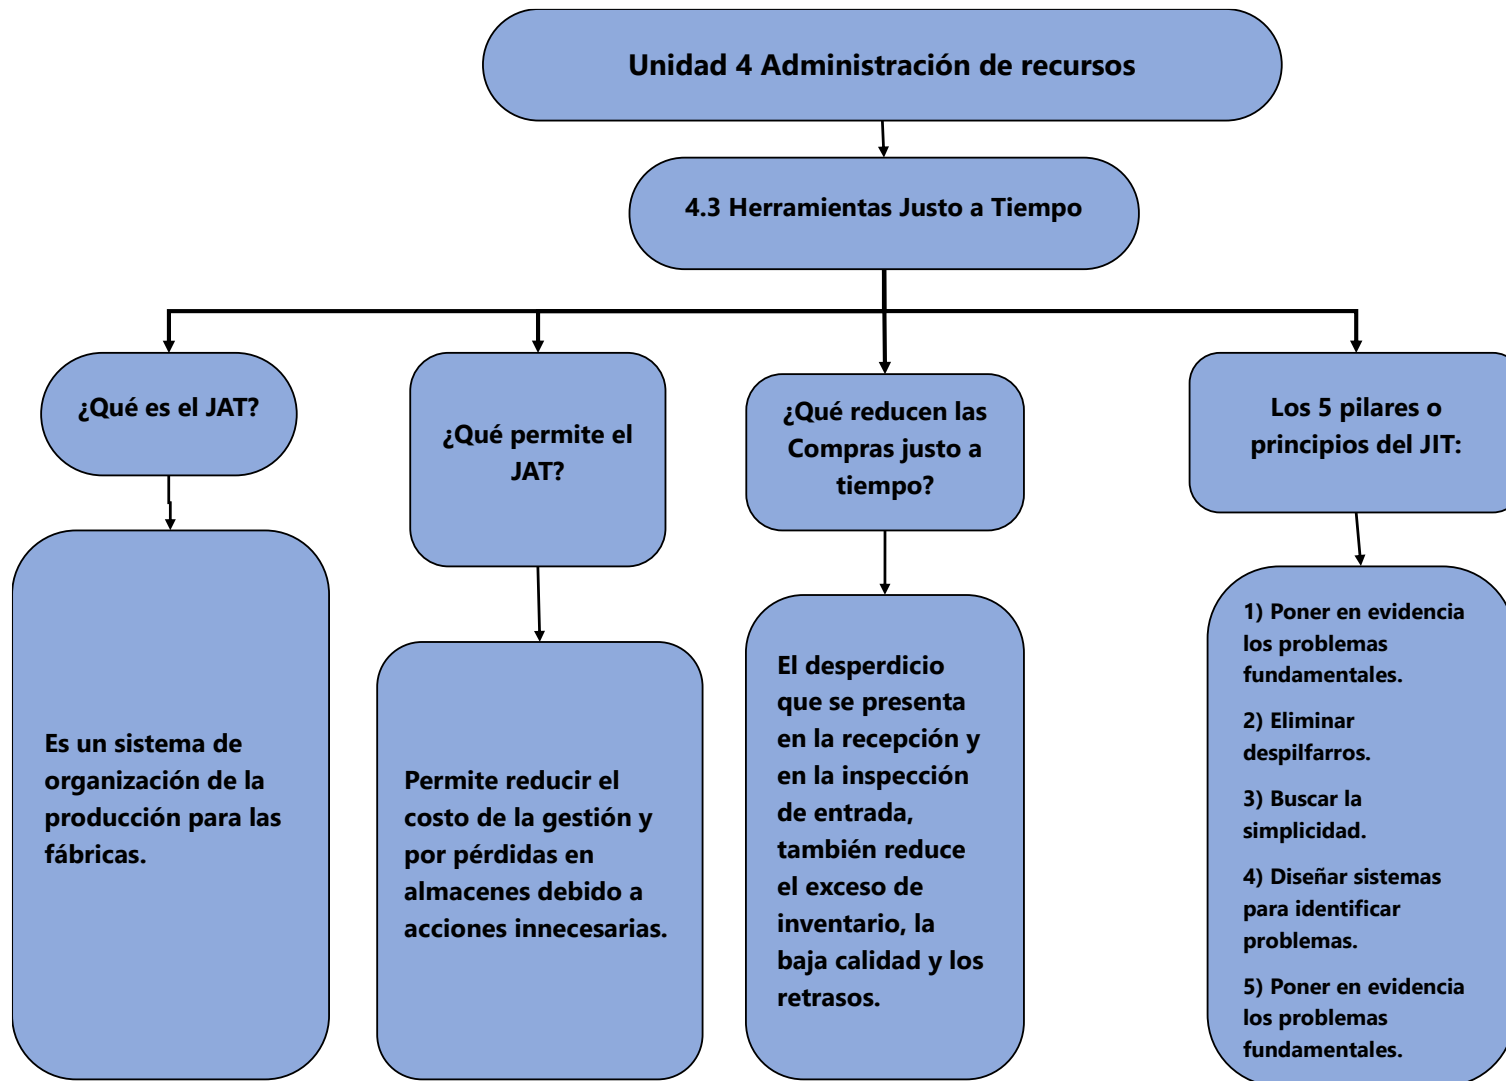 Unidad 4 Administración de recursos
4.3 Herramientas Justo a Tiempo
¿Qué es el JAT?
Es un sistema de
organización de la
producción para las
fábricas.
¿Qué permite el
JAT?
Permite reducir el
costo de la gestión y
por pérdidas en
almacenes debido a
acciones innecesarias.
¿Qué reducen las
Compras justo a
tiempo?
El desperdicio
que se presenta
en la recepción y
en la inspección
de entrada,
también reduce
el exceso de
inventario, la
baja calidad y los
retrasos.
Los 5 pilares o
principios del JIT:
1) Poner en evidencia
los problemas
fundamentales.
2) Eliminar
despilfarros.
3) Buscar la
simplicidad.
4) Diseñar sistemas
para identificar
problemas.
5) Poner en evidencia
los problemas
fundamentales.